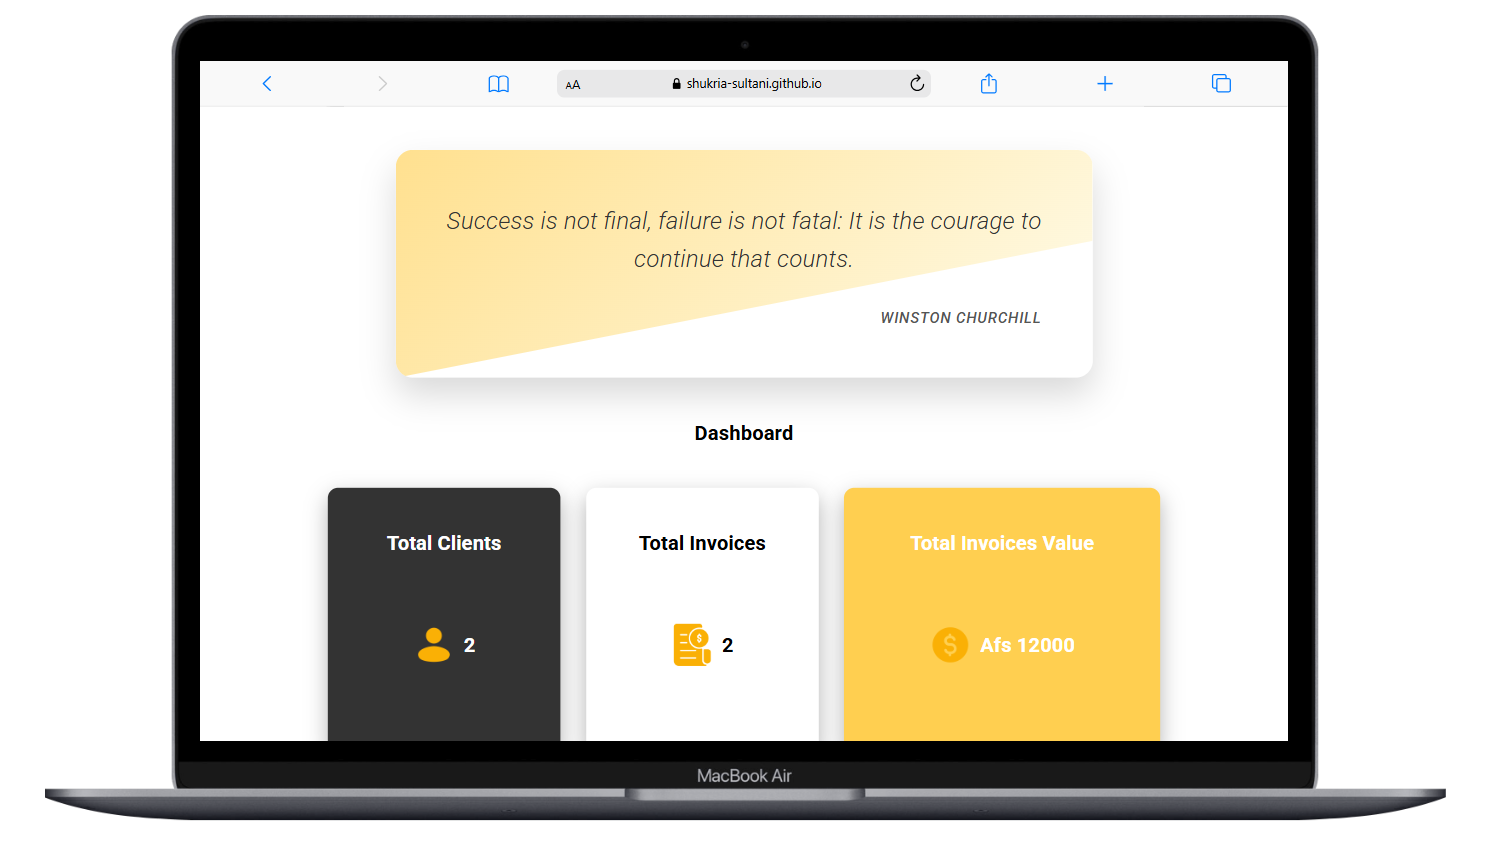 AA
shukria-sultani.github.io
Success is not final, failure is not fatal: It is the courage to
continue that counts.
WINSTON CHURCHILL
Dashboard
Total Clients
2
Total Invoices
$
2
Total Invoices Value
$
Afs 12000
MacBook Air